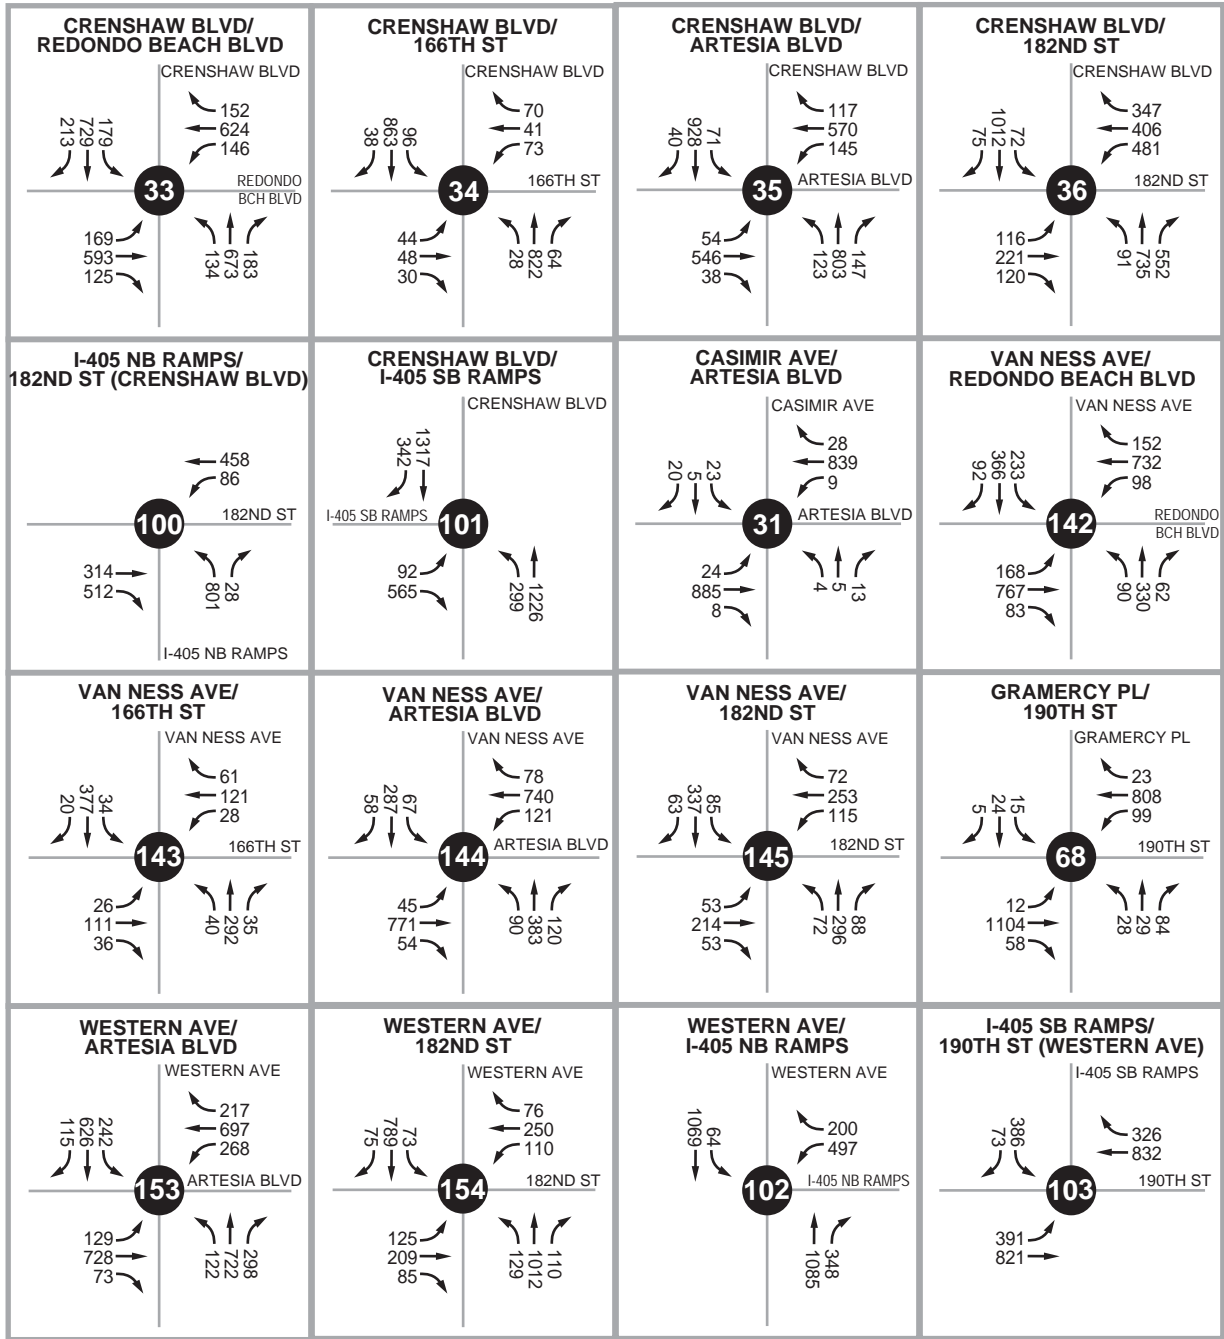 CRENSHAW BLVD/
REDONDO BEACH BLVD
CRENSHAW BLVD
152
624
146
213
729
179
33
REDONDO
BCH BLVD
169
593
125
134
673
183
CRENSHAW BLVD/
166TH ST
CRENSHAW BLVD
70
41
73
38
863
96
34
166TH ST
44
48
30
28
822
64
CRENSHAW BLVD/
ARTESIA BLVD
CRENSHAW BLVD
117
570
145
40
928
71
35
ARTESIA BLVD
54
546
38
123
803
147
CRENSHAW BLVD/
182ND ST
CRENSHAW BLVD
347
406
481
75
1012
72
36
182ND ST
116
221
120
91
735
552
I-405 NB RAMPS/
182ND ST (CRENSHAW BLVD)
458
86
100
182ND ST
314
512
801
28
I-405 NB RAMPS
CRENSHAW BLVD/
I-405 SB RAMPS
CRENSHAW BLVD
342
1317
I-405 SB RAMPS
101
92
565
299
1226
CASIMIR AVE/
ARTESIA BLVD
CASIMIR AVE
28
839
9
20
5
23
31
ARTESIA BLVD
24
885
8
4
5
13
VAN NESS AVE/
REDONDO BEACH BLVD
VAN NESS AVE
152
732
98
92
366
233
142
REDONDO
BCH BLVD
168
767
83
90
330
62
VAN NESS AVE/
166TH ST
VAN NESS AVE
61
121
28
20
377
34
143
166TH ST
26
111
36
40
292
35
VAN NESS AVE/
ARTESIA BLVD
VAN NESS AVE
78
740
121
58
287
67
144
ARTESIA BLVD
45
771
54
90
383
120
VAN NESS AVE/
182ND ST
VAN NESS AVE
72
253
115
63
337
85
145
182ND ST
53
214
53
72
296
88
GRAMERCY PL/
190TH ST
GRAMERCY PL
23
808
99
5
24
15
68
190TH ST
12
1104
58
28
29
84
WESTERN AVE/
ARTESIA BLVD
WESTERN AVE
217
697
268
115
626
242
153
ARTESIA BLVD
129
728
73
122
722
298
WESTERN AVE/
182ND ST
WESTERN AVE
76
250
110
75
789
73
154
182ND ST
125
209
85
129
1012
110
WESTERN AVE/
I-405 NB RAMPS
WESTERN AVE
200
497
1069
64
102
I-405 NB RAMPS
1085
348
I-405 SB RAMPS/
190TH ST (WESTERN AVE)
I-405 SB RAMPS
326
832
73
386
103
190TH ST
391
821